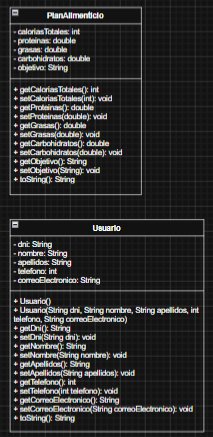 PlanAlimenticio
- caloriasTotales: int
- proteinas: double
- grasas: double
- carbohidratos: double
- objetivo: String
+ getCaloriasTotales(): int
+ setCaloriasTotales(int): void
+ getProteinas(): double
+ setProteinas(double): void
+ getGrasas(): double
+ setGrasas(double): void
+ getCarbohidratos(): double
+ setCarbohidratos(double): void
+ getObjetivo(): String
+ setObjetivo(String): void
+ toString(): String
Usuario
- dni: String
- nombre: String
- apellidos: String
- telefono: int
- correoElectronico: String
+ Usuario()
+ Usuario(String dni, String nombre, String apellidos, int
telefono, String correoElectronico)
+ getDni(): String
+ setDni(String dni): void
+ getNombre(): String
+ setNombre(String nombre): void
+ getApellidos(): String
+ setApellidos(String apellidos): void
+ getTelefono(): int
+ setTelefono(int telefono): void
+ getCorreoElectronico(): String
+ setCorreoElectronico(String correoElectronico): void
+ toString(): String